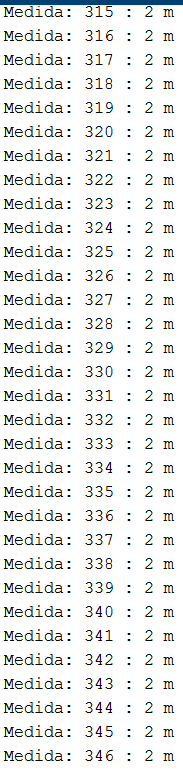 Medida: 315 : 2 m
Medida: 316 : 2 m
Medida: 317 : 2 m
Medida: 318 : 2 m
Medida: 319 : 2 m
Medida: 320 : 2 m
Medida: 321 : 2 m
Medida: 322 : 2 m
Medida: 323 : 2 m
Medida: 324 : 2 m
Medida: 325 : 2 m
Medida: 326 : 2 m
Medida: 327 : 2 m
Medida: 328 : 2 m
Medida: 329 : 2 m
Medida: 330 : 2 m
Medida: 331 : 2 m
Medida: 332 : 2 m
Medida: 333 : 2 m
Medida: 334 : 2 m
Medida: 335 : 2 m
Medida: 336 : 2 m
Medida: 337 : 2 m
Medida: 338 : 2 m
Medida: 339 : 2 m
Medida: 340 : 2 m
Medida: 341 : 2 m
Medida: 342 : 2 m
Medida: 343 : 2 m
Medida: 344 : 2 m
Medida: 345 : 2 m
Medida: 346 : 2 m